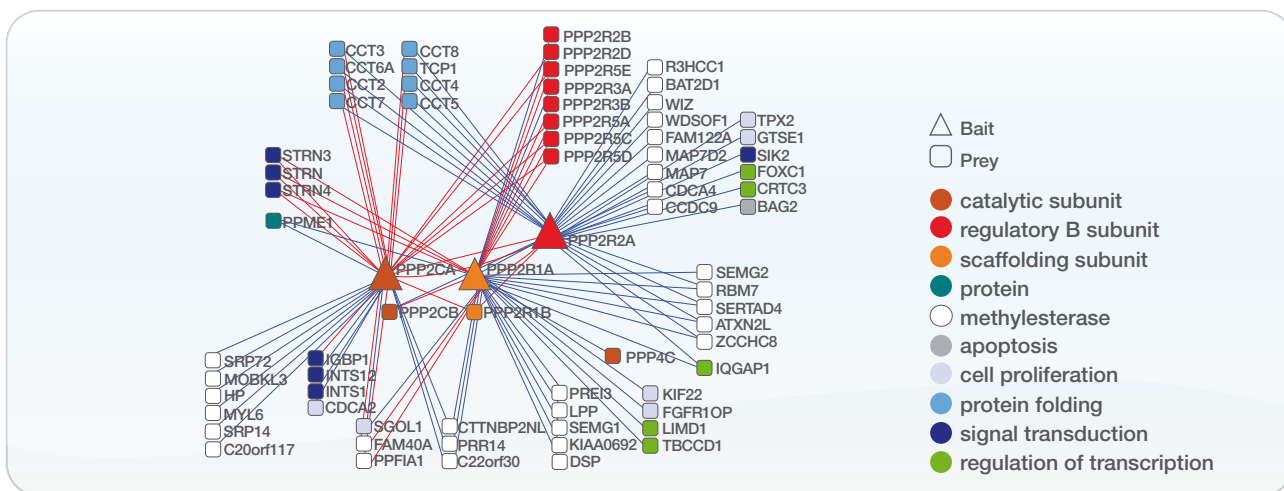 CCT3
CCT6A
CCT2
CCT7
CCT8
TCP1
CCT4
CCT5
PPP2R2B
PPP2R2D
PPP2R5E
PPP2R3A
PPP2R3B
PPP2R5A
PPP2R5C
PPP2R5D
R3HCC1
BAT2D1
WIZ
WDSOF1
FAM122A
MAP7D2
MAP7
CDCA4
CCDC9
TPX2
GTSE1
SIK2
FOXC1
CRTC3
BAG2
STRN3
STRN
STRN4
PPME1
PPP2R2A
PPP2CA
PPP2R1A
PPP2CB
PPP2R1B
SEMG2
RBM7
SERTAD4
ATXN2L
ZCCHC8
IQGAP1
PPP4C
SRP72
MOBKL3
HP
MYL6
SRP14
C20orf117
IGBP1
INTS12
INTS1
CDCA2
SGOL1
FAM40A
PPFIA1
CTTNBP2NL
PRR14
C22orf30
PREI3
LPP
SEMG1
KIAA0692
DSP
KIF22
FGFR1OP
LIMD1
TBCCD1
Bait
Prey
catalytic subunit
regulatory B subunit
scaffolding subunit
protein
methylesterase
apoptosis
cell proliferation
protein folding
signal transduction
regulation of transcription